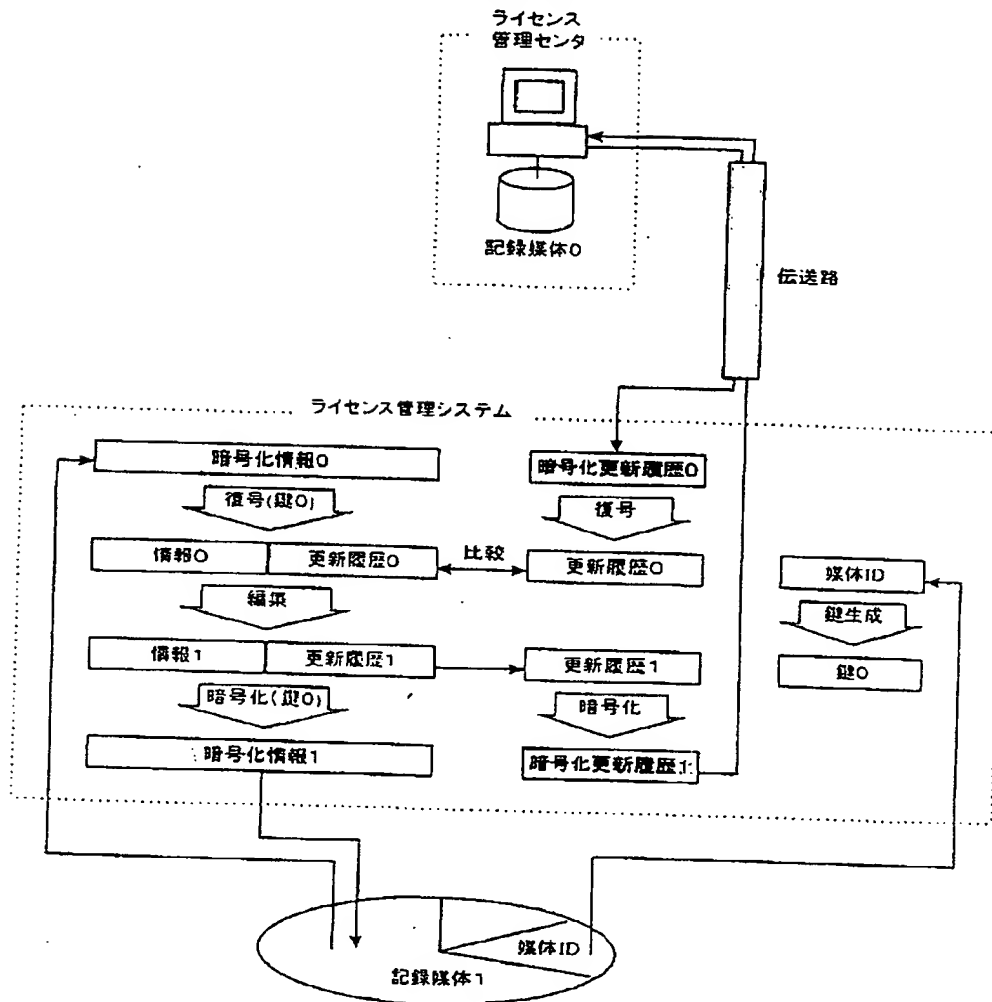 ライセンス
管理センタ
記録媒体0
伝送路
ライセンス管理システム
暗号化情報0
暗号化更新履歴0
復号(鍵0)
復号
情報0
更新履歴0
比較
更新履歴0
媒体ID
編集
鍵生成
情報1
更新履歴1
更新履歴1
鍵0
暗号化(鍵0)
暗号化
暗号化情報1
暗号化更新履歴1
媒体ID
記録媒体1